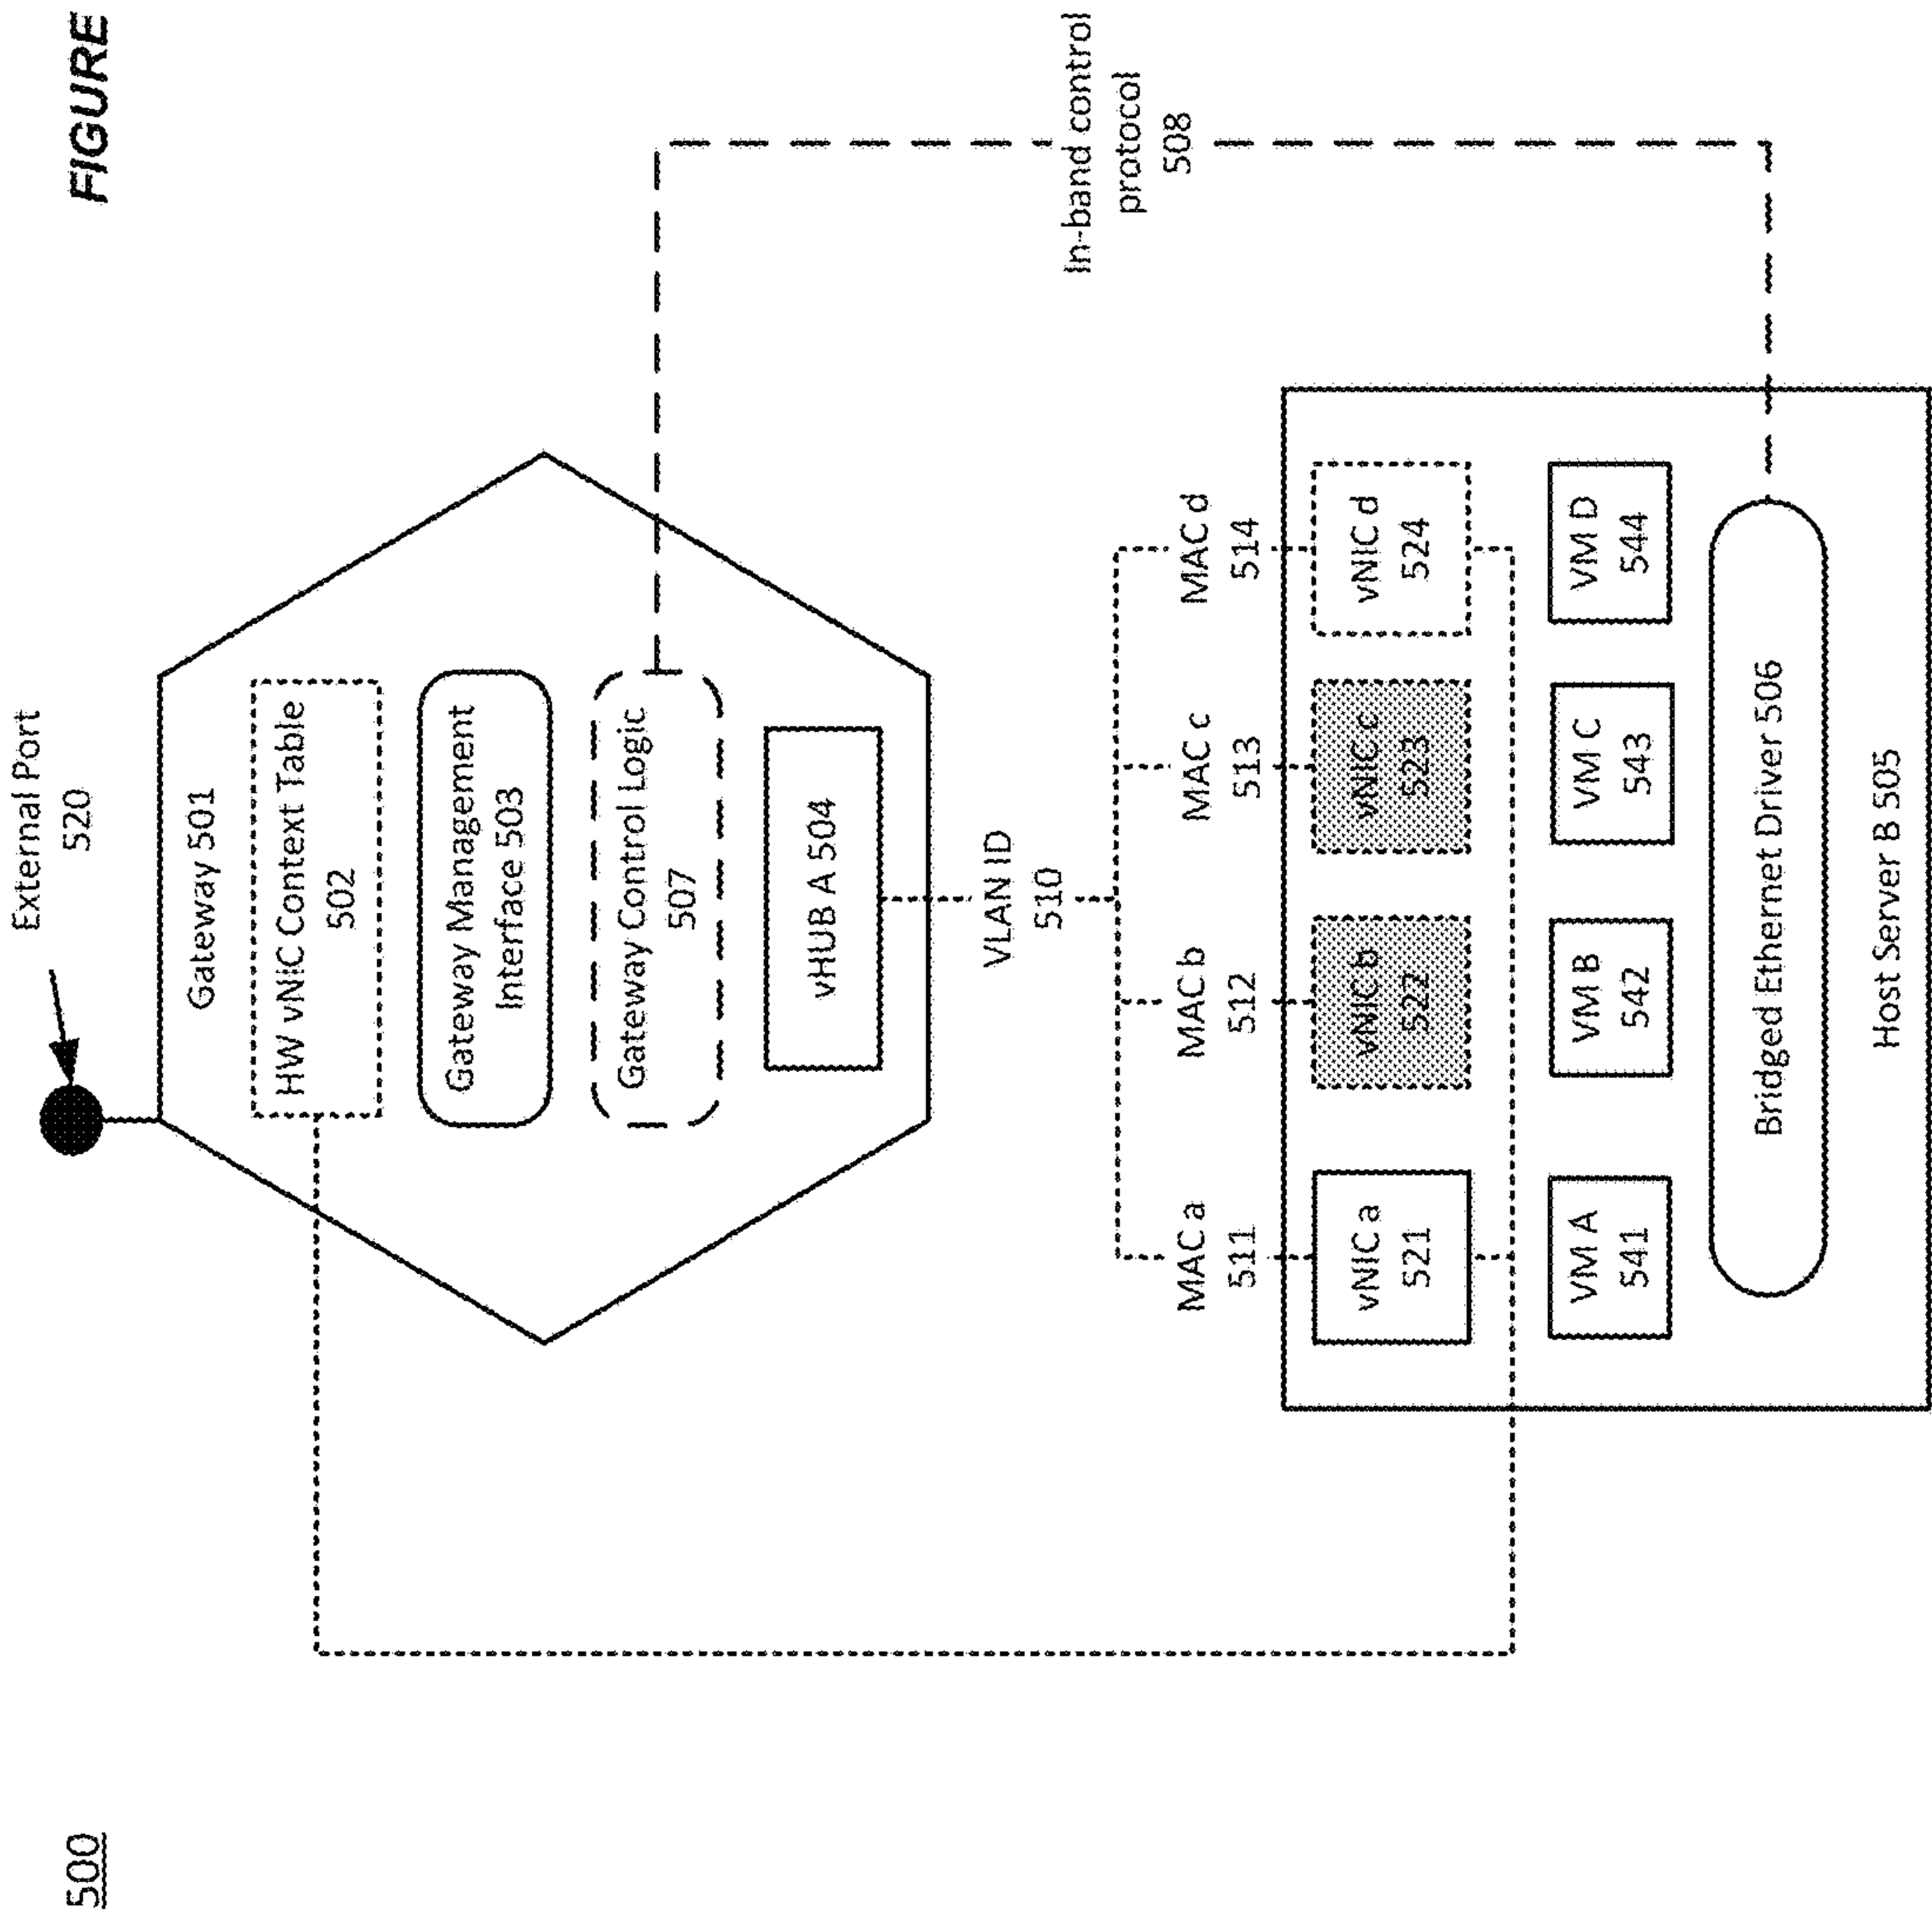 500
FIGURE
External Port
520
Gateway 501
HW vNIC Context Table
502
Gateway Management
Interface 503
Gateway Control Logic
507
vHUB A 504
VLAN ID
510
In-band control
protocol
508
MAC a
511
MAC b
512
MAC c
513
MAC d
514
vNIC a
521
vNIC b
522
vNIC c
523
vNIC d
524
VM A
541
VM B
542
VM C
543
VM D
544
Bridged Ethernet Driver 506
Host Server B 505